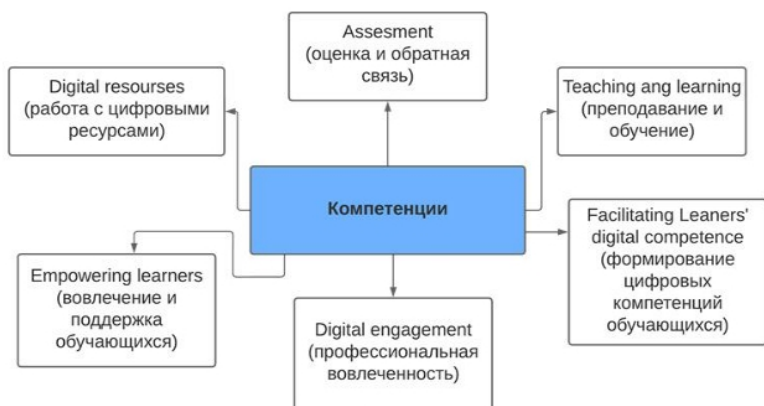 Assesment
(оценка и обратная
связь)
Digital resourses
(работа с цифровыми
ресурсами)
Teaching ang learning
(преподавание и
обучение)
Компетенции
Facilitating Leaners'
digital competence
(формирование
цифровых
компетенций
обучающихся)
Empowering learners
(вовлечение и
поддержка
обучающихся)
Digital engagement
(профессиональная
вовлеченность)